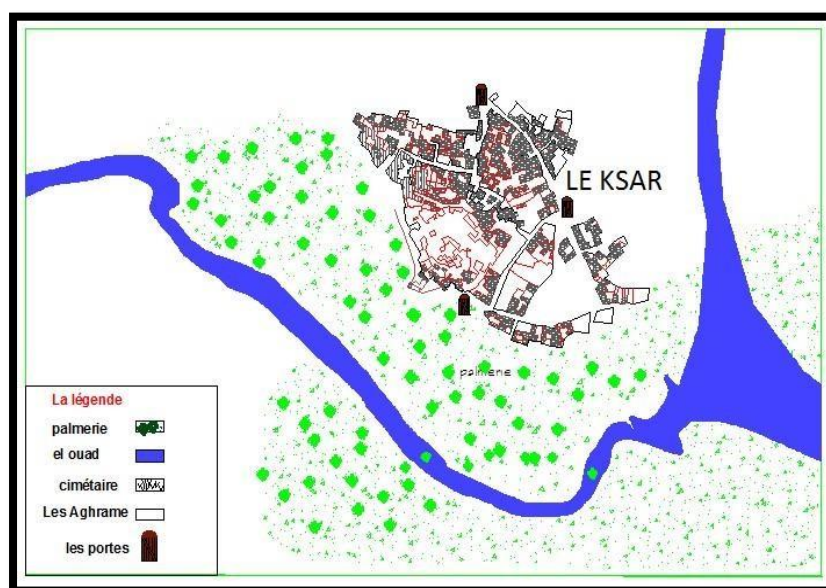 LE KSAR
palmerie
La légende
palmerie
el ouad
cimétaire
Les Aghrame
les portes